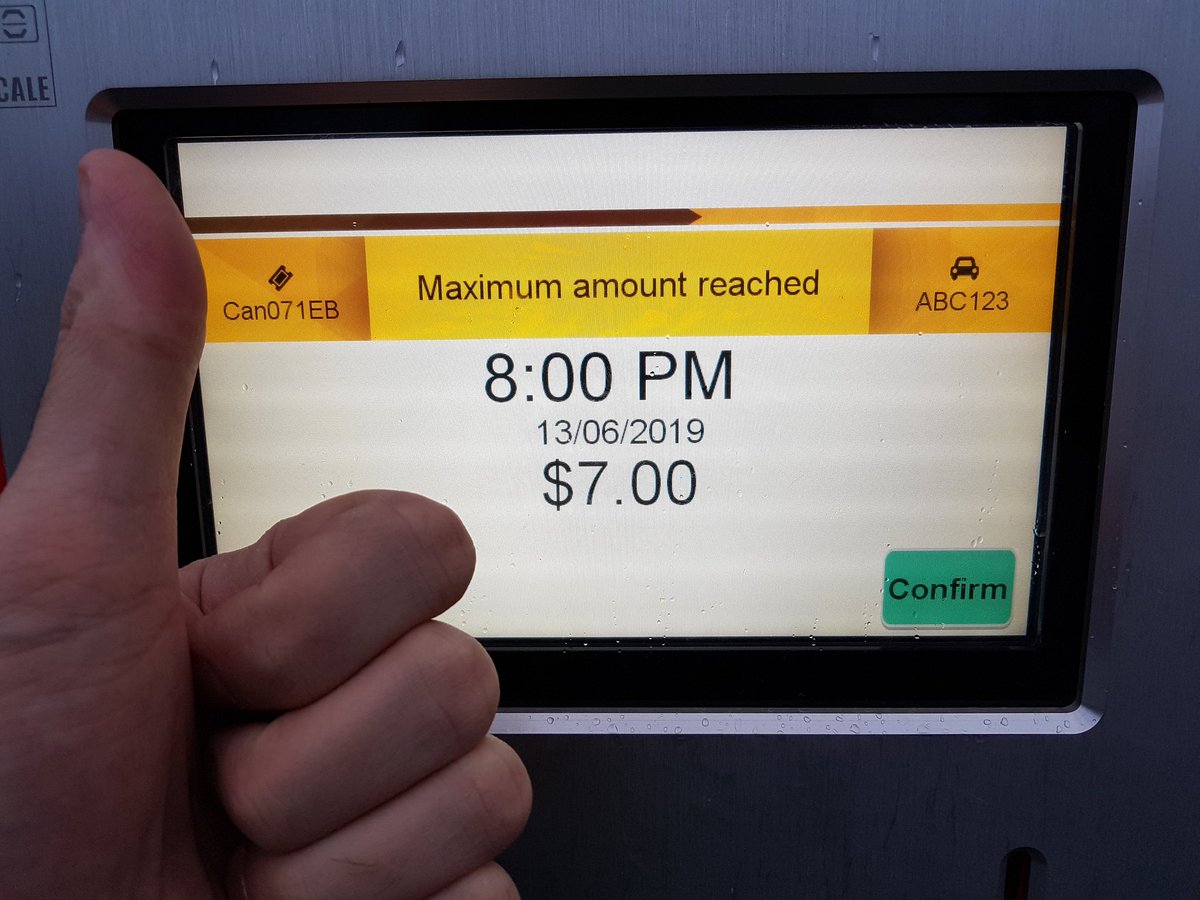 CALE
Can071EB
Maximum amount reached
ABC123
8:00 PM
13/06/2019
$7.00
Confirm